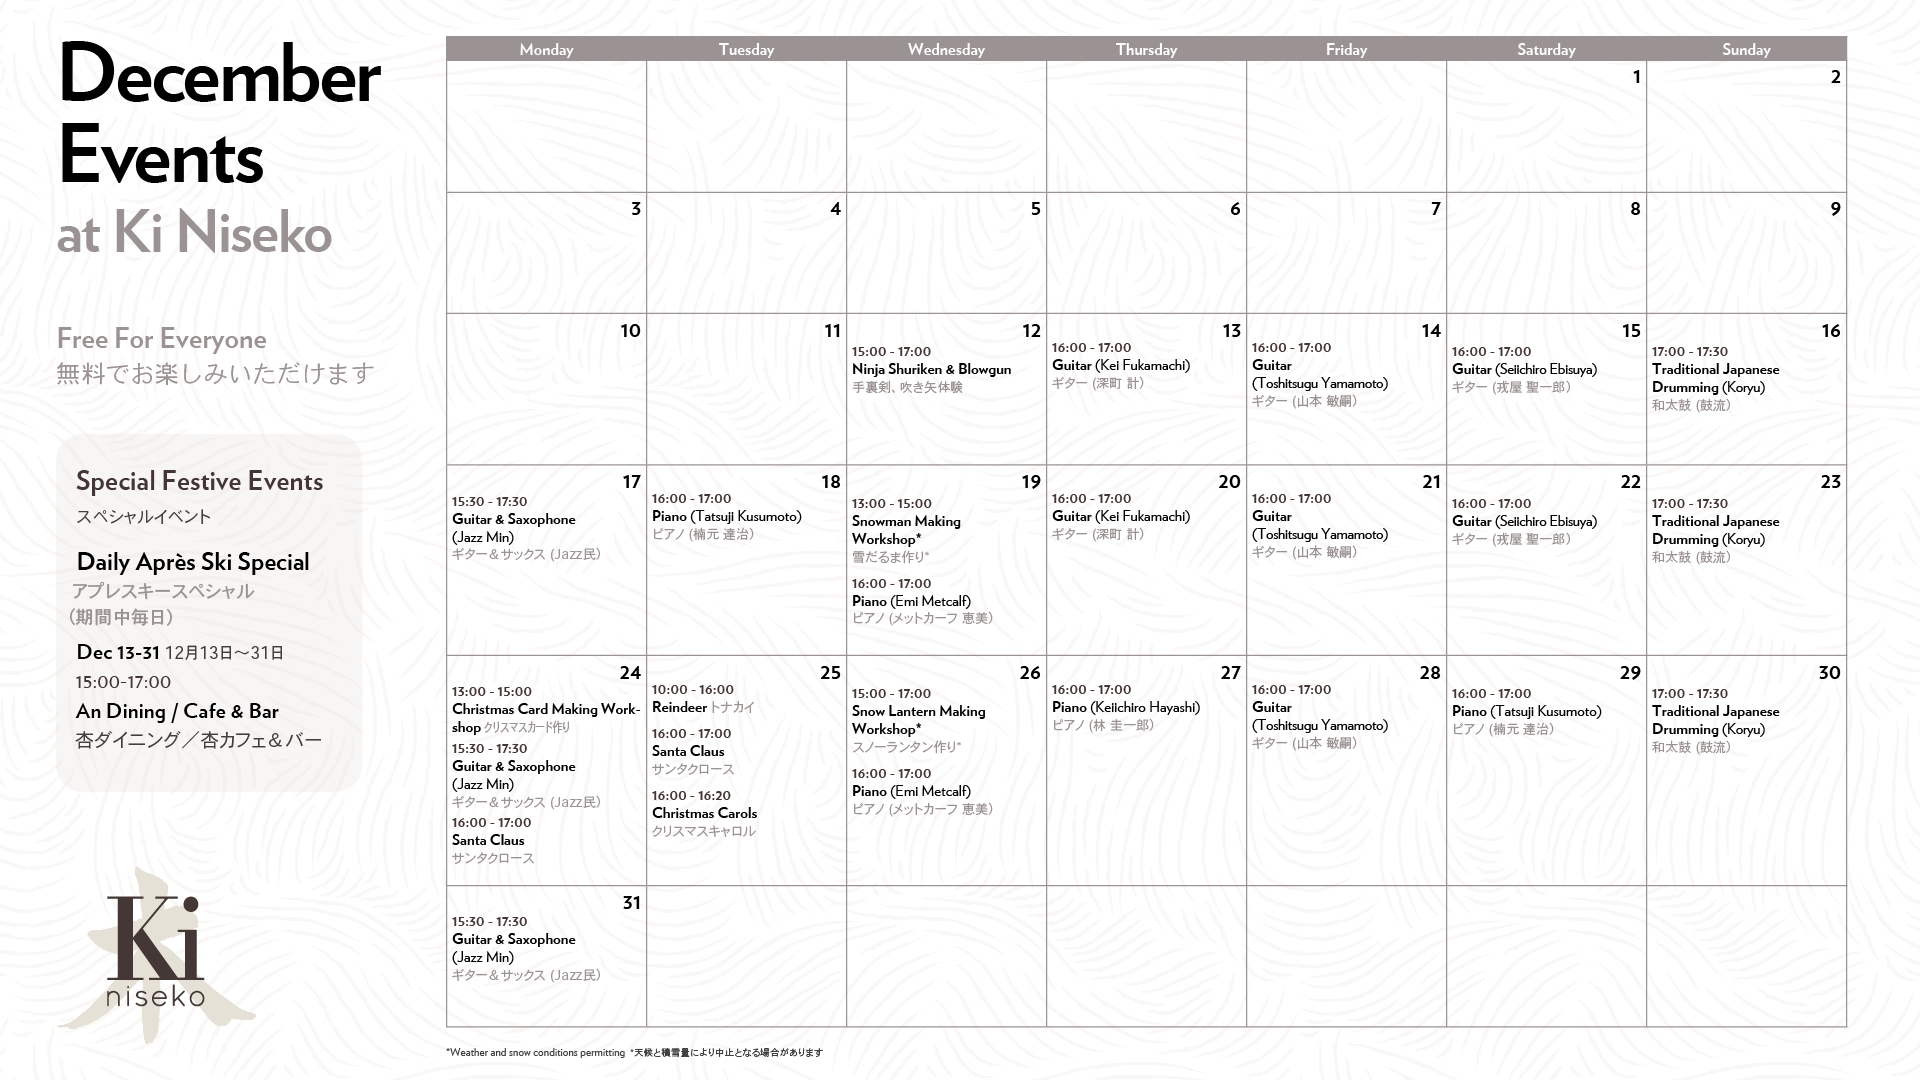 December
Events
at Ki Niseko
Free For Everyone
無料でお楽しみいただけます
Special Festive Events
スペシャルイベント
Daily Après Ski Special
アプレスキースペシャル
(期間中毎日)
Dec 13-31 12月13日～31日
15:00-17:00
An Dining / Cafe & Bar
杏ダイニング／杏カフェ＆バー
Ki
niseko
Monday Tuesday Wednesday Thursday Friday Saturday Sunday
1
2
3
4
5
6
7
8
9
10
11
12
15:00 - 17:00
Ninja Shuriken & Blowgun
手裏剣、吹き矢体験
13
16:00 - 17:00
Guitar (Kei Fukamachi)
ギター (深町 計)
14
16:00 - 17:00
Guitar
(Toshitsugu Yamamoto)
ギター (山本 敏嗣)
15
16:00 - 17:00
Guitar (Seiichiro Ebisuya)
ギター (戎屋 聖一郎)
16
17:00 - 17:30
Traditional Japanese
Drumming (Koryu)
和太鼓 (鼓流)
17
15:30 - 17:30
Guitar & Saxophone
(Jazz Min)
ギター＆サックス (Jazz民)
18
16:00 - 17:00
Piano (Tatsuji Kusumoto)
ピアノ (楠元 達治)
19
13:00 - 15:00
Snowman Making
Workshop*
雪だるま作り*
16:00 - 17:00
Piano (Emi Metcalf)
ピアノ (メットカーフ 恵美)
20
16:00 - 17:00
Guitar (Kei Fukamachi)
ギター (深町 計)
21
16:00 - 17:00
Guitar
(Toshitsugu Yamamoto)
ギター (山本 敏嗣)
22
16:00 - 17:00
Guitar (Seiichiro Ebisuya)
ギター (戎屋 聖一郎)
23
17:00 - 17:30
Traditional Japanese
Drumming (Koryu)
和太鼓 (鼓流)
24
13:00 - 15:00
Christmas Card Making Work-
shop クリスマスカード作り
15:30 - 17:30
Guitar & Saxophone
(Jazz Min)
ギター＆サックス (Jazz民)
16:00 - 17:00
Santa Claus
サンタクロース
25
10:00 - 16:00
Reindeer トナカイ
16:00 - 17:00
Santa Claus
サンタクロース
16:00 - 16:20
Christmas Carols
クリスマスキャロル
26
15:00 - 17:00
Snow Lantern Making
Workshop*
スノーランタン作り*
16:00 - 17:00
Piano (Emi Metcalf)
ピアノ (メットカーフ 恵美)
27
16:00 - 17:00
Piano (Keiichiro Hayashi)
ピアノ (林 圭一郎)
28
16:00 - 17:00
Guitar
(Toshitsugu Yamamoto)
ギター (山本 敏嗣)
29
16:00 - 17:00
Piano (Tatsuji Kusumoto)
ピアノ (楠元 達治)
30
17:00 - 17:30
Traditional Japanese
Drumming (Koryu)
和太鼓 (鼓流)
31
15:30 - 17:30
Guitar & Saxophone
(Jazz Min)
ギター＆サックス (Jazz民)
*Weather and snow conditions permitting *天候と積雪量により中止となる場合があります